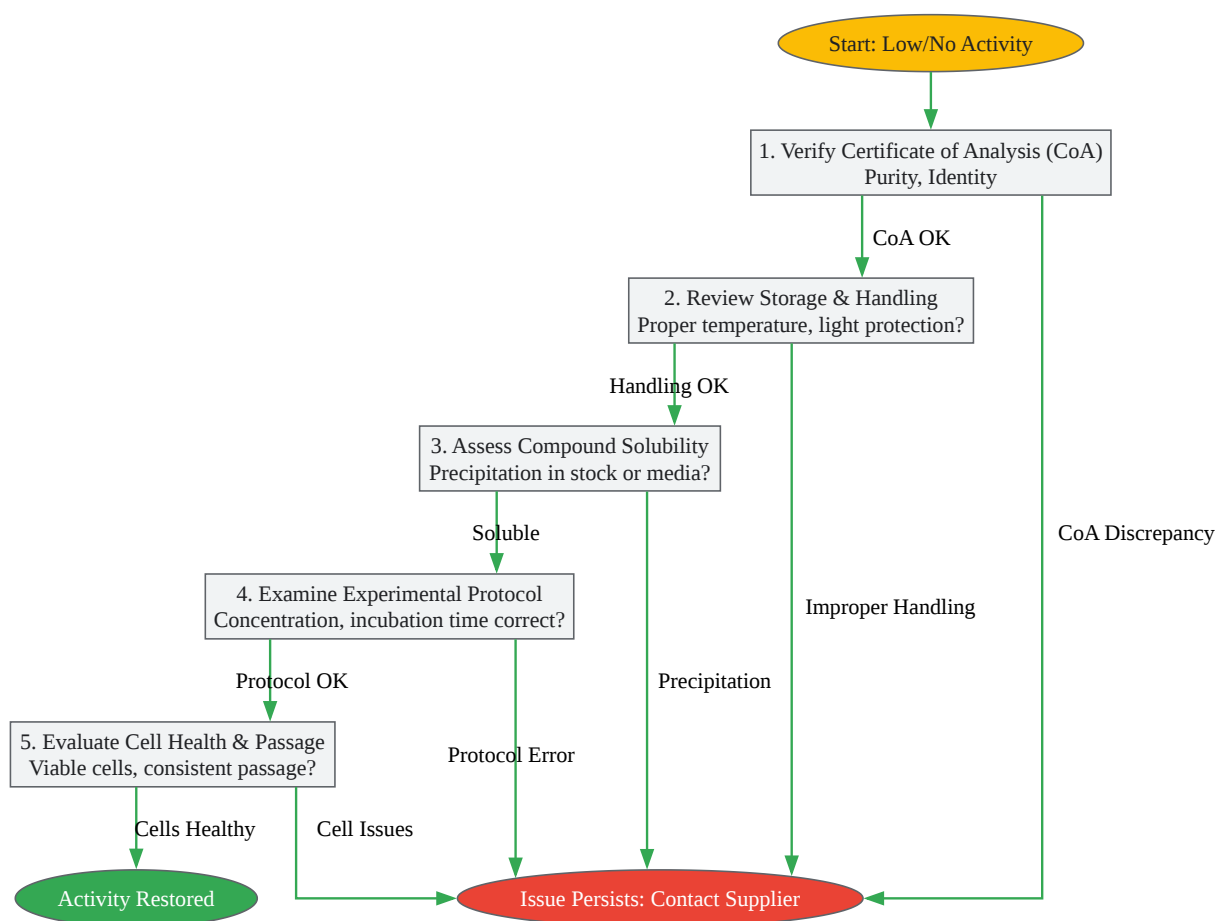 Start: Low/No Activity
1. Verify Certificate of Analysis (CoA)
Purity, Identity
CoA OK
2. Review Storage & Handling
Proper temperature, light protection?
Handling OK
3. Assess Compound Solubility
Precipitation in stock or media?
Soluble
CoA Discrepancy
4. Examine Experimental Protocol
Concentration, incubation time correct?
Improper Handling
Protocol OK
Precipitation
5. Evaluate Cell Health & Passage
Viable cells, consistent passage?
Protocol Error
Cells Healthy
Cell Issues
Activity Restored
Issue Persists: Contact Supplier